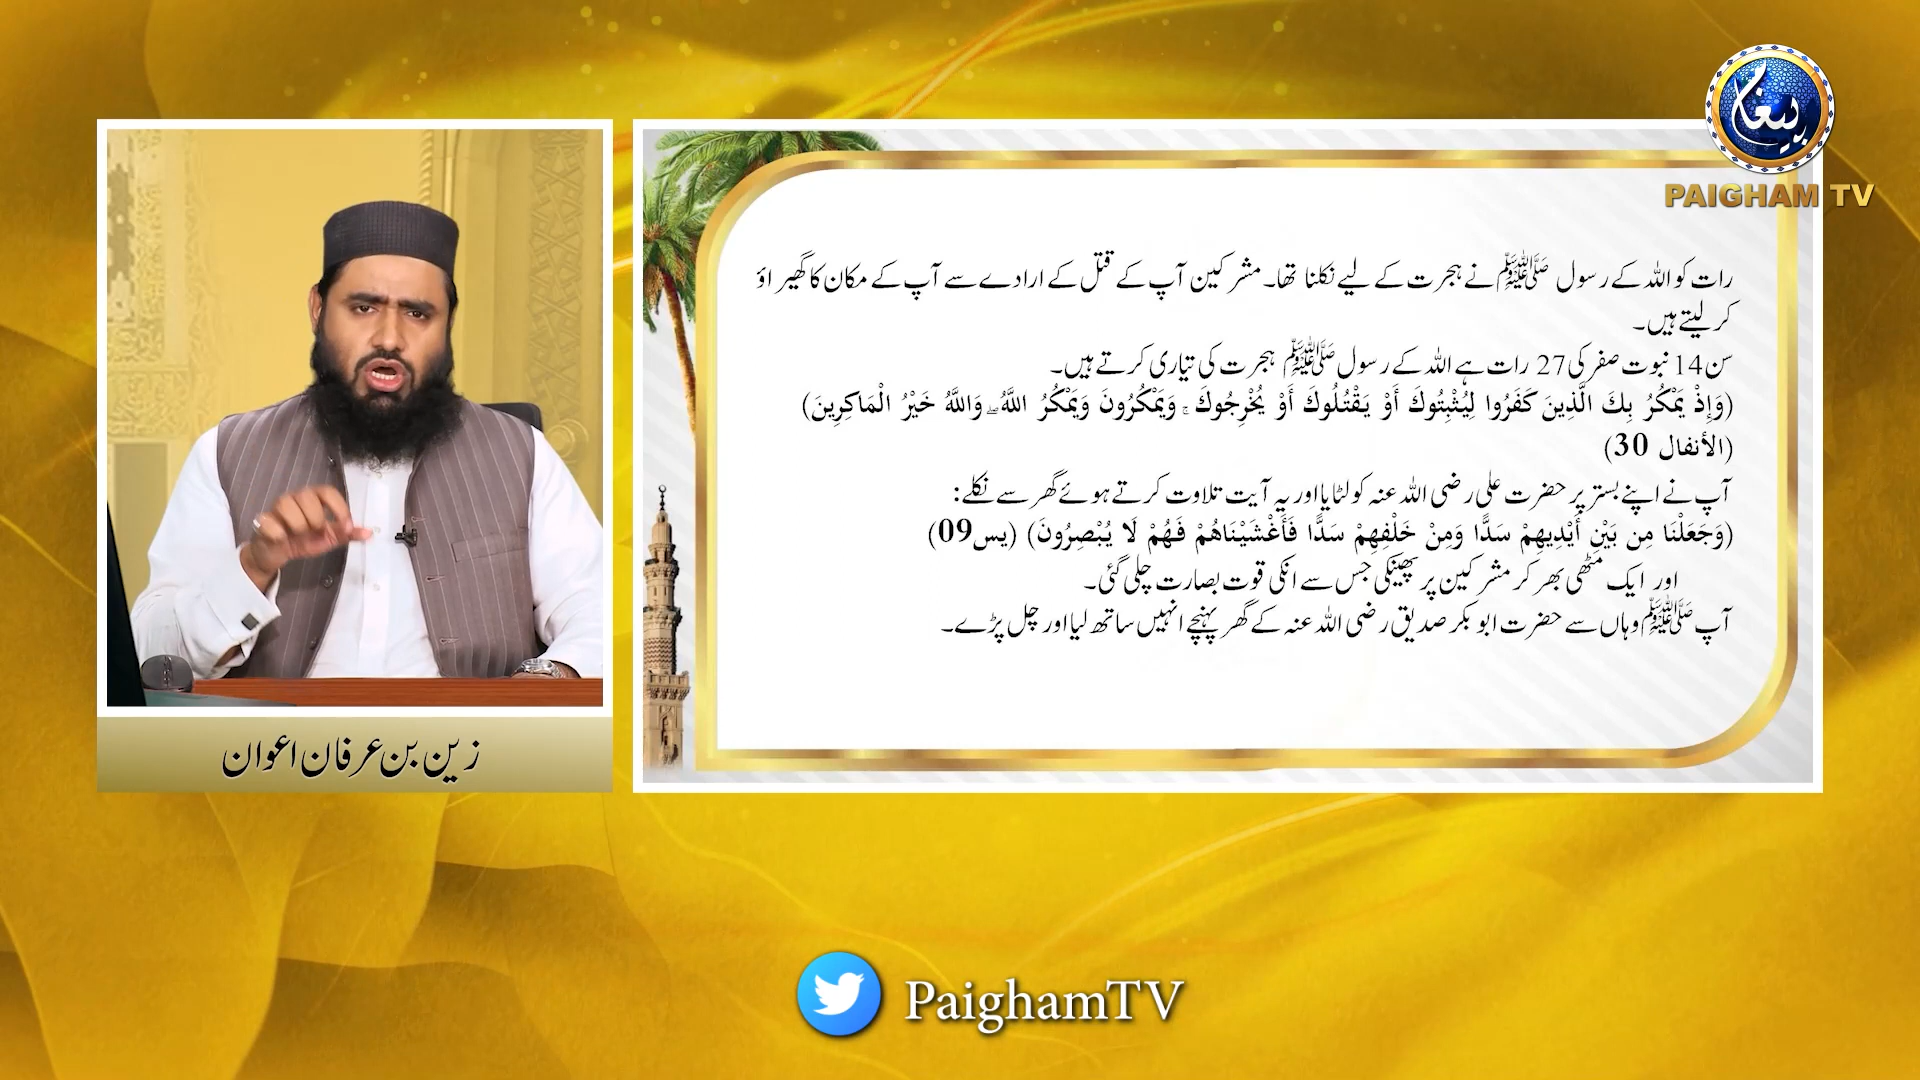 پیغام
PAIGHAM TV
رات کو اللہ کے رسول ﷺ نے ہجرت کے لیے نکلنا تھا۔ مشرکین آپ کے قتل کے ارادے سے آپ کے مکان کا گھیراؤ
کرلیتے ہیں۔
سن 14 نبوت صفر کی 27 رات ہے اللہ کے رسول ﷺ ہجرت کی تیاری کرتے ہیں۔
(وَإِذْ يَمْكُرُ بِكَ الَّذِينَ كَفَرُوا لِيُثْبِتُوكَ أَوْ يَقْتُلُوكَ أَوْ يُخْرِجُوكَ ۚ وَيَمْكُرُونَ وَيَمْكُرُ اللَّهُ ۖ وَاللَّهُ خَيْرُ الْمَاكِرِينَ)
(الأنفال 30)
آپ نے اپنے بستر پر حضرت علی رضی اللہ عنہ کو لٹایا اور یہ آیت تلاوت کرتے ہوئے گھر سے نکلے:
(وَجَعَلْنَا مِن بَيْنِ أَيْدِيهِمْ سَدًّا وَمِنْ خَلْفِهِمْ سَدًّا فَأَغْشَيْنَاهُمْ فَهُمْ لَا يُبْصِرُونَ) (يس09)
اور ایک مٹھی بھر کر مشرکین پر پھینکی جس سے انکی قوت بصارت چلی گئی۔
آپ ﷺ وہاں سے حضرت ابو بکر صدیق رضی اللہ عنہ کے گھر پہنچے انہیں ساتھ لیا اور چل پڑے۔
زین بن عرفان اعوان
PaighamTV